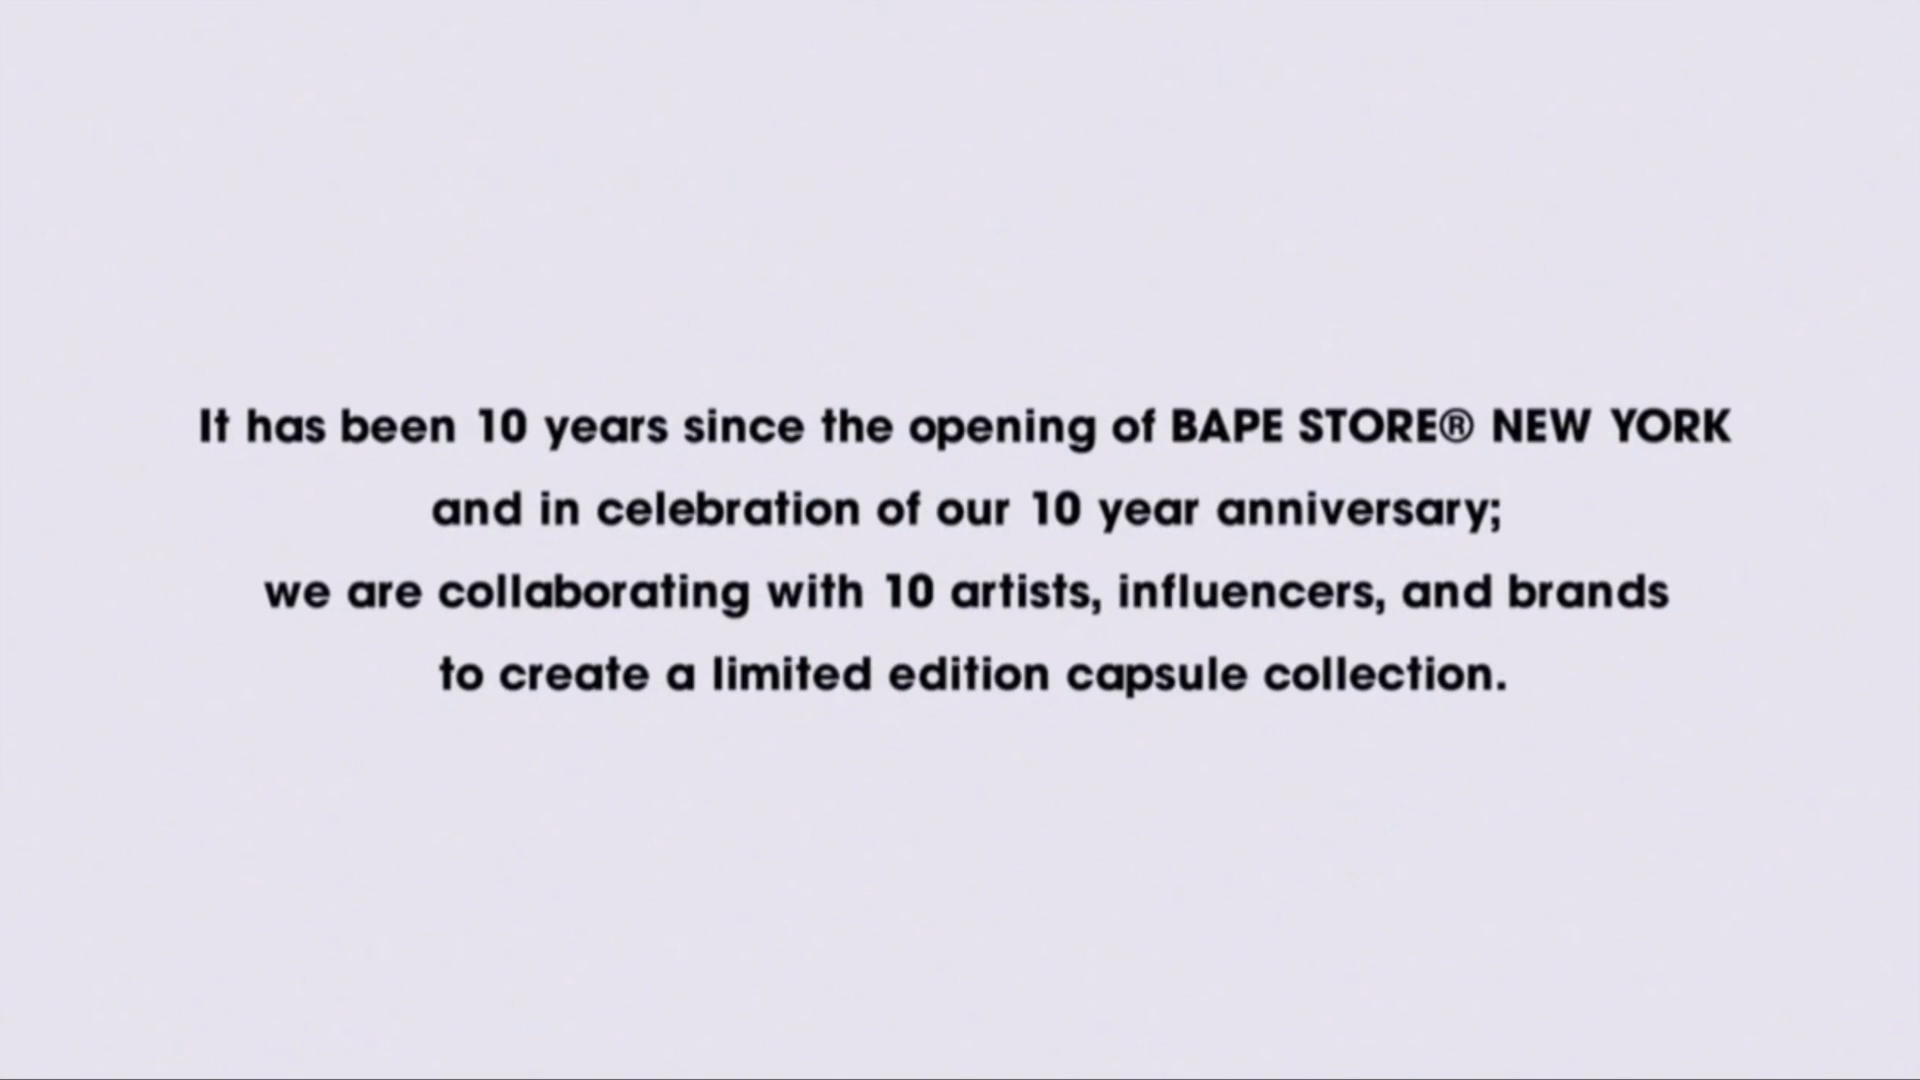 It has been 10 years since the opening of BAPE STORE® NEW YORK
and in celebration of our 10 year anniversary;
we are collaborating with 10 artists, influencers, and brands
to create a limited edition capsule collection.